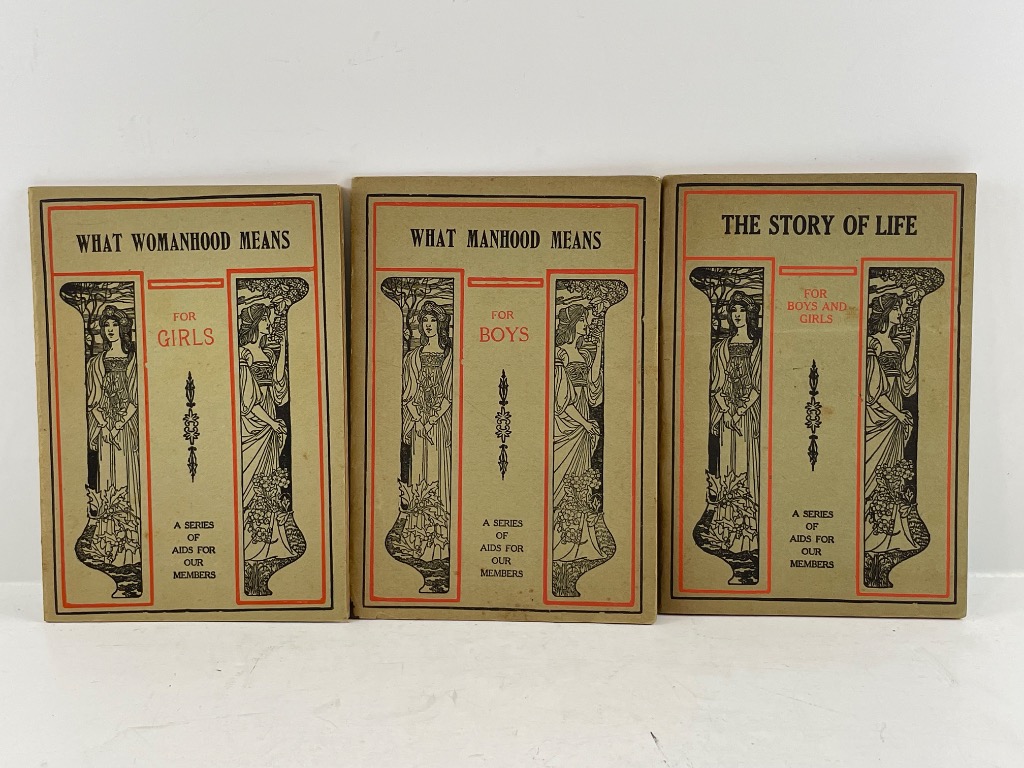 WHAT WOMANHOOD MEANS
FOR
GIRLS
A SERIES
OF
AIDS FOR
OUR
MEMBERS
WHAT MANHOOD MEANS
FOR
BOYS
A SERIES
OF
AIDS FOR
OUR
MEMBERS
THE STORY OF LIFE
FOR
BOYS AND
GIRLS
A SERIES
OF
AIDS FOR
OUR
MEMBERS